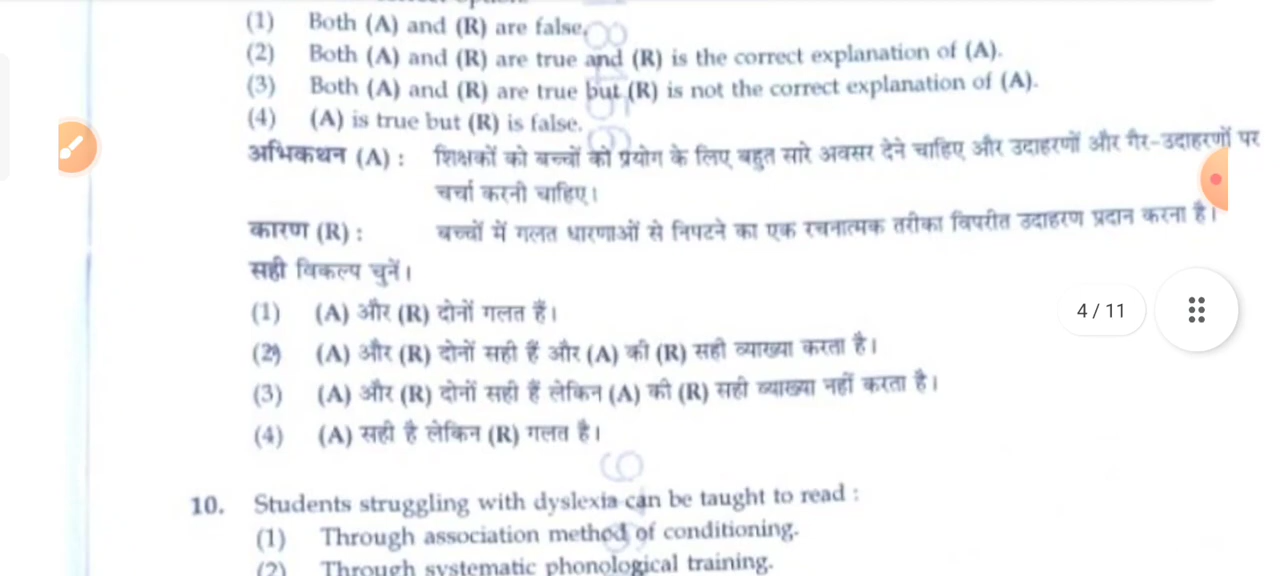 (1) Both (A) and (R) are false.
(2) Both (A) and (R) are true and (R) is the correct explanation of (A).
(3) Both (A) and (R) are true but (R) is not the correct explanation of (A).
(4) (A) is true but (R) is false.
अभिकथन (A) : शिक्षकों को बच्चों को प्रयोग के लिए बहुत सारे अवसर देने चाहिए और उदाहरणों और गैर-उदाहरणों पर
चर्चा करनी चाहिए।
कारण (R) : बच्चों में गलत धारणाओं से निपटने का एक रचनात्मक तरीका विपरीत उदाहरण प्रदान करना है।
सही विकल्प चुनें।
(1) (A) और (R) दोनों गलत हैं।
4 / 11
(2) (A) और (R) दोनों सही हैं और (A) की (R) सही व्याख्या करता है।
(3) (A) और (R) दोनों सही हैं लेकिन (A) की (R) सही व्याख्या नहीं करता है।
(4) (A) सही है लेकिन (R) गलत है।
10. Students struggling with dyslexia can be taught to read :
(1) Through association method of conditioning.
(2) Through systematic phonological training.